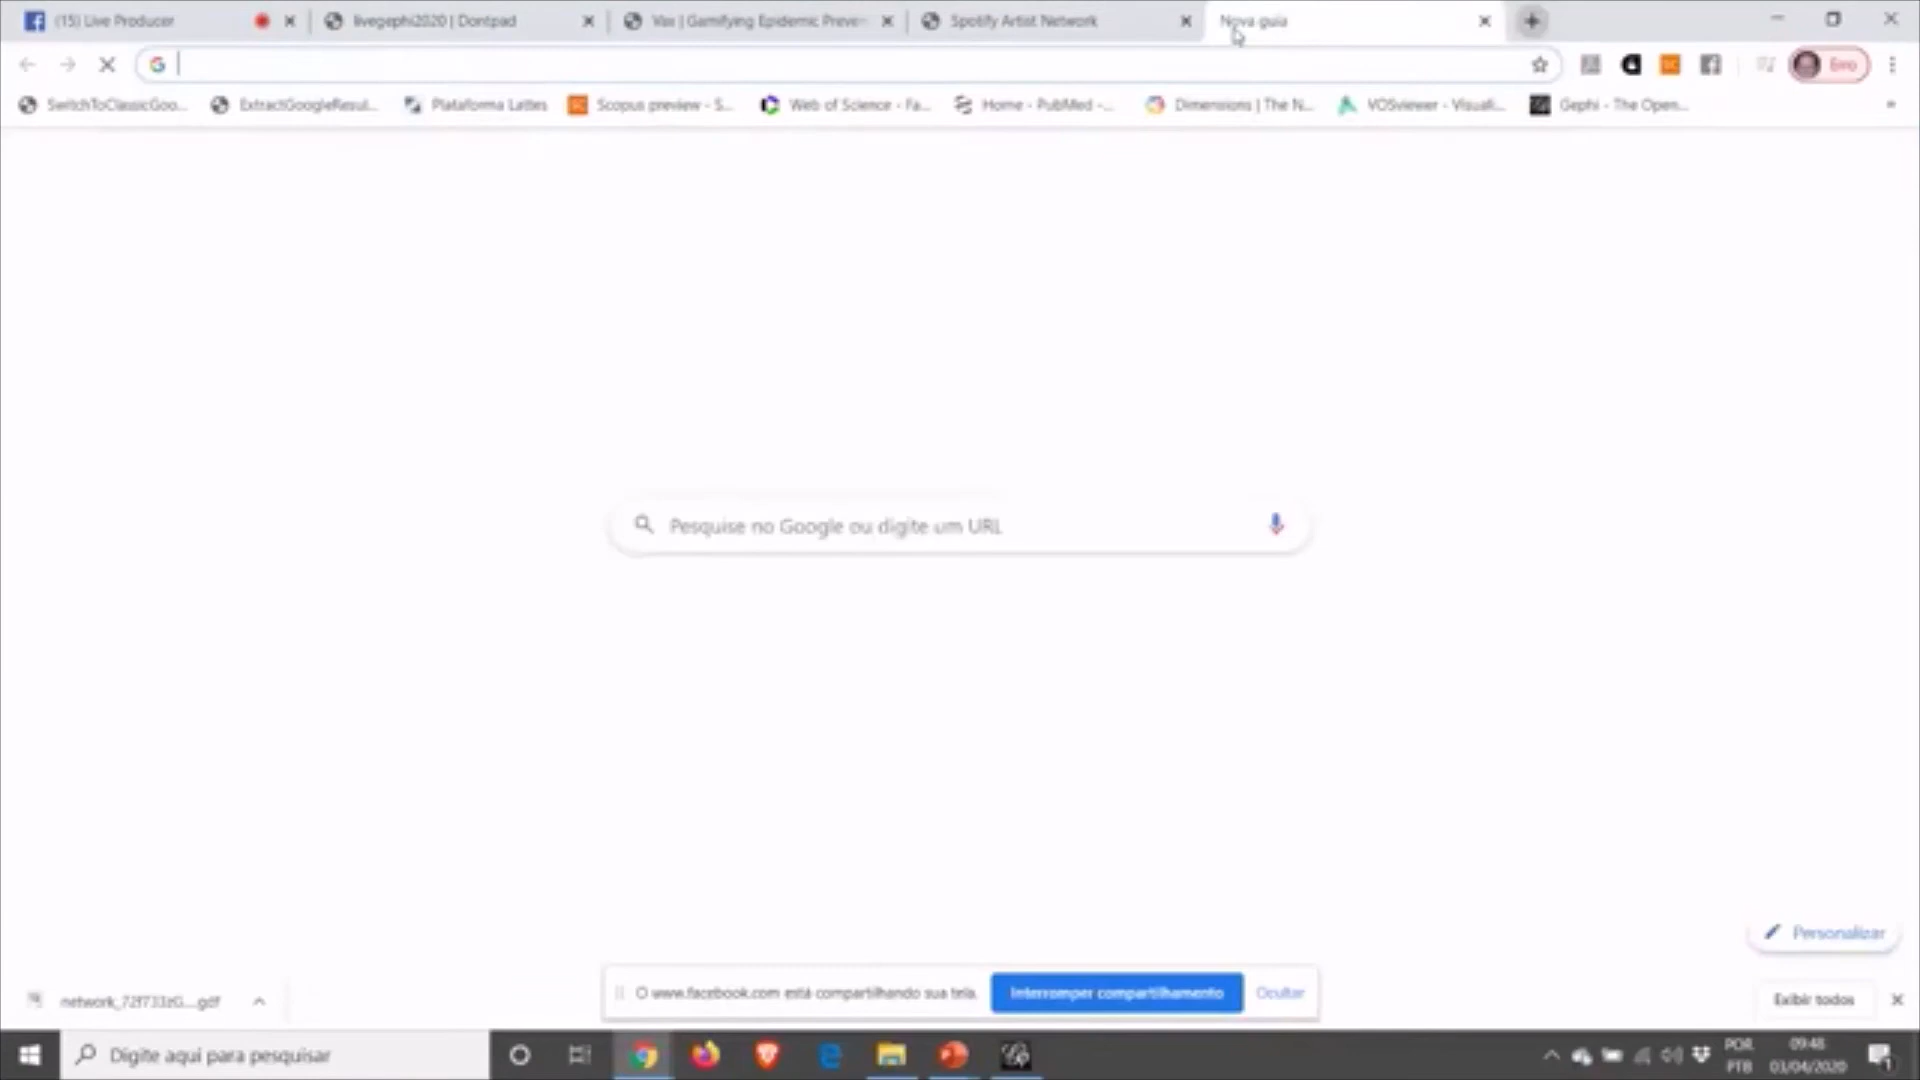 (15) Live Producer
livegephi2020 | Dontpad
Vax | Gamifying Epidemic Preve
Spotify Artist Network
Nova guia
Erro
SwitchToClassicGoo...
ExtractGoogleResul...
Plataforma Lattes
Scopus preview - S...
Web of Science - Fa...
Home - PubMed -...
Dimensions | The N...
VOSviewer - Visuali...
Gephi - The Open...
Pesquise no Google ou digite um URL
Personalizar
O www.facebook.com está compartilhando sua tela.
Interromper compartilhamento
Ocultar
Exibir todos
Digite aqui para pesquisar
POR
PTB
09:48
03/04/2020
1